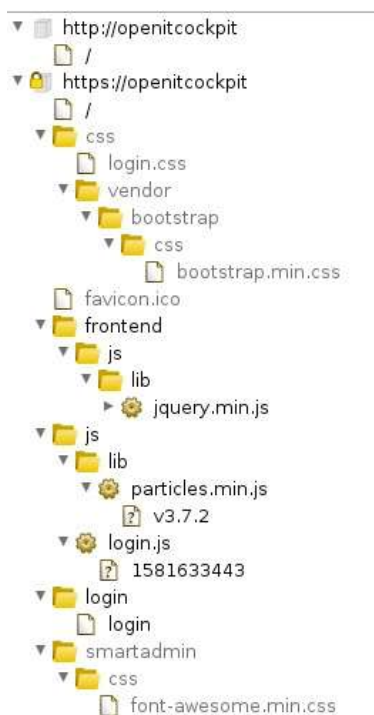 http://openitcockpit
/
https://openitcockpit
/
css
login.css
vendor
bootstrap
css
bootstrap.min.css
favicon.ico
frontend
js
lib
jquery.min.js
js
lib
particles.min.js
v3.7.2
login.js
1581633443
login
login
smartadmin
css
font-awesome.min.css